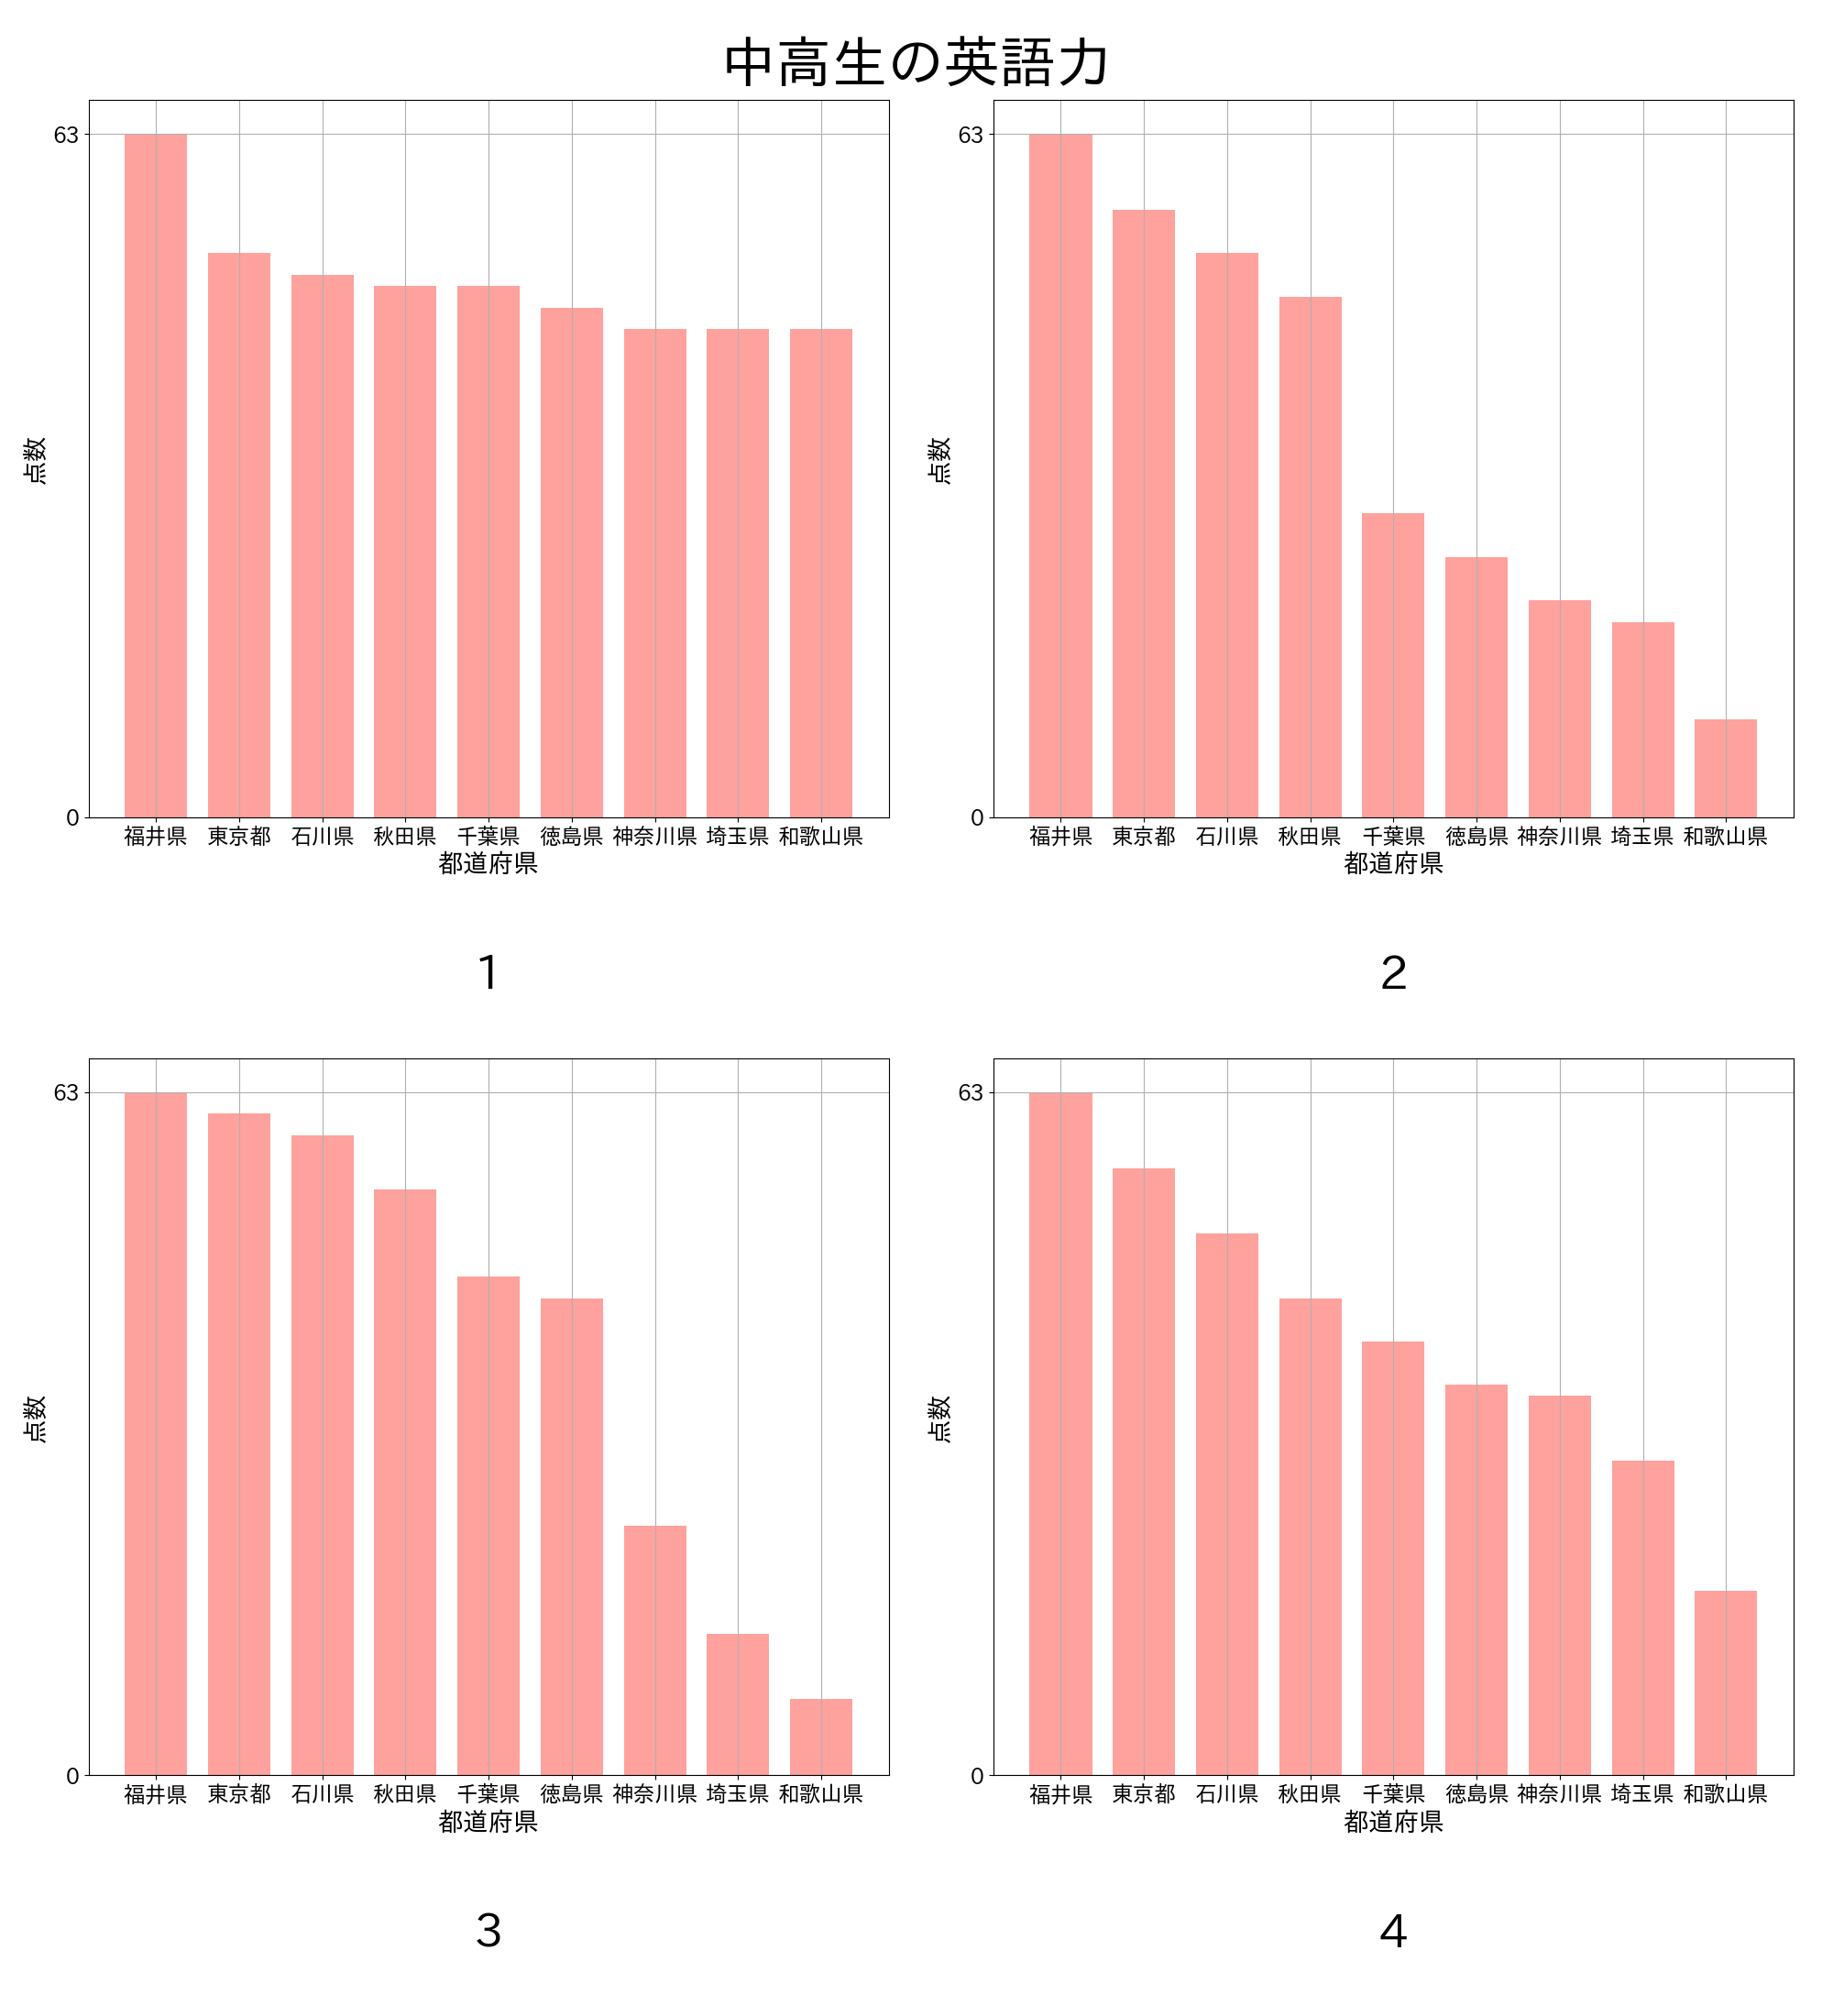 中高生の英語力
63
0
点数
福井県 東京都 石川県 秋田県 千葉県 徳島県 神奈川県 埼玉県 和歌山県
都道府県
1
63
0
点数
福井県 東京都 石川県 秋田県 千葉県 徳島県 神奈川県 埼玉県 和歌山県
都道府県
2
63
0
点数
福井県 東京都 石川県 秋田県 千葉県 徳島県 神奈川県 埼玉県 和歌山県
都道府県
3
63
0
点数
福井県 東京都 石川県 秋田県 千葉県 徳島県 神奈川県 埼玉県 和歌山県
都道府県
4